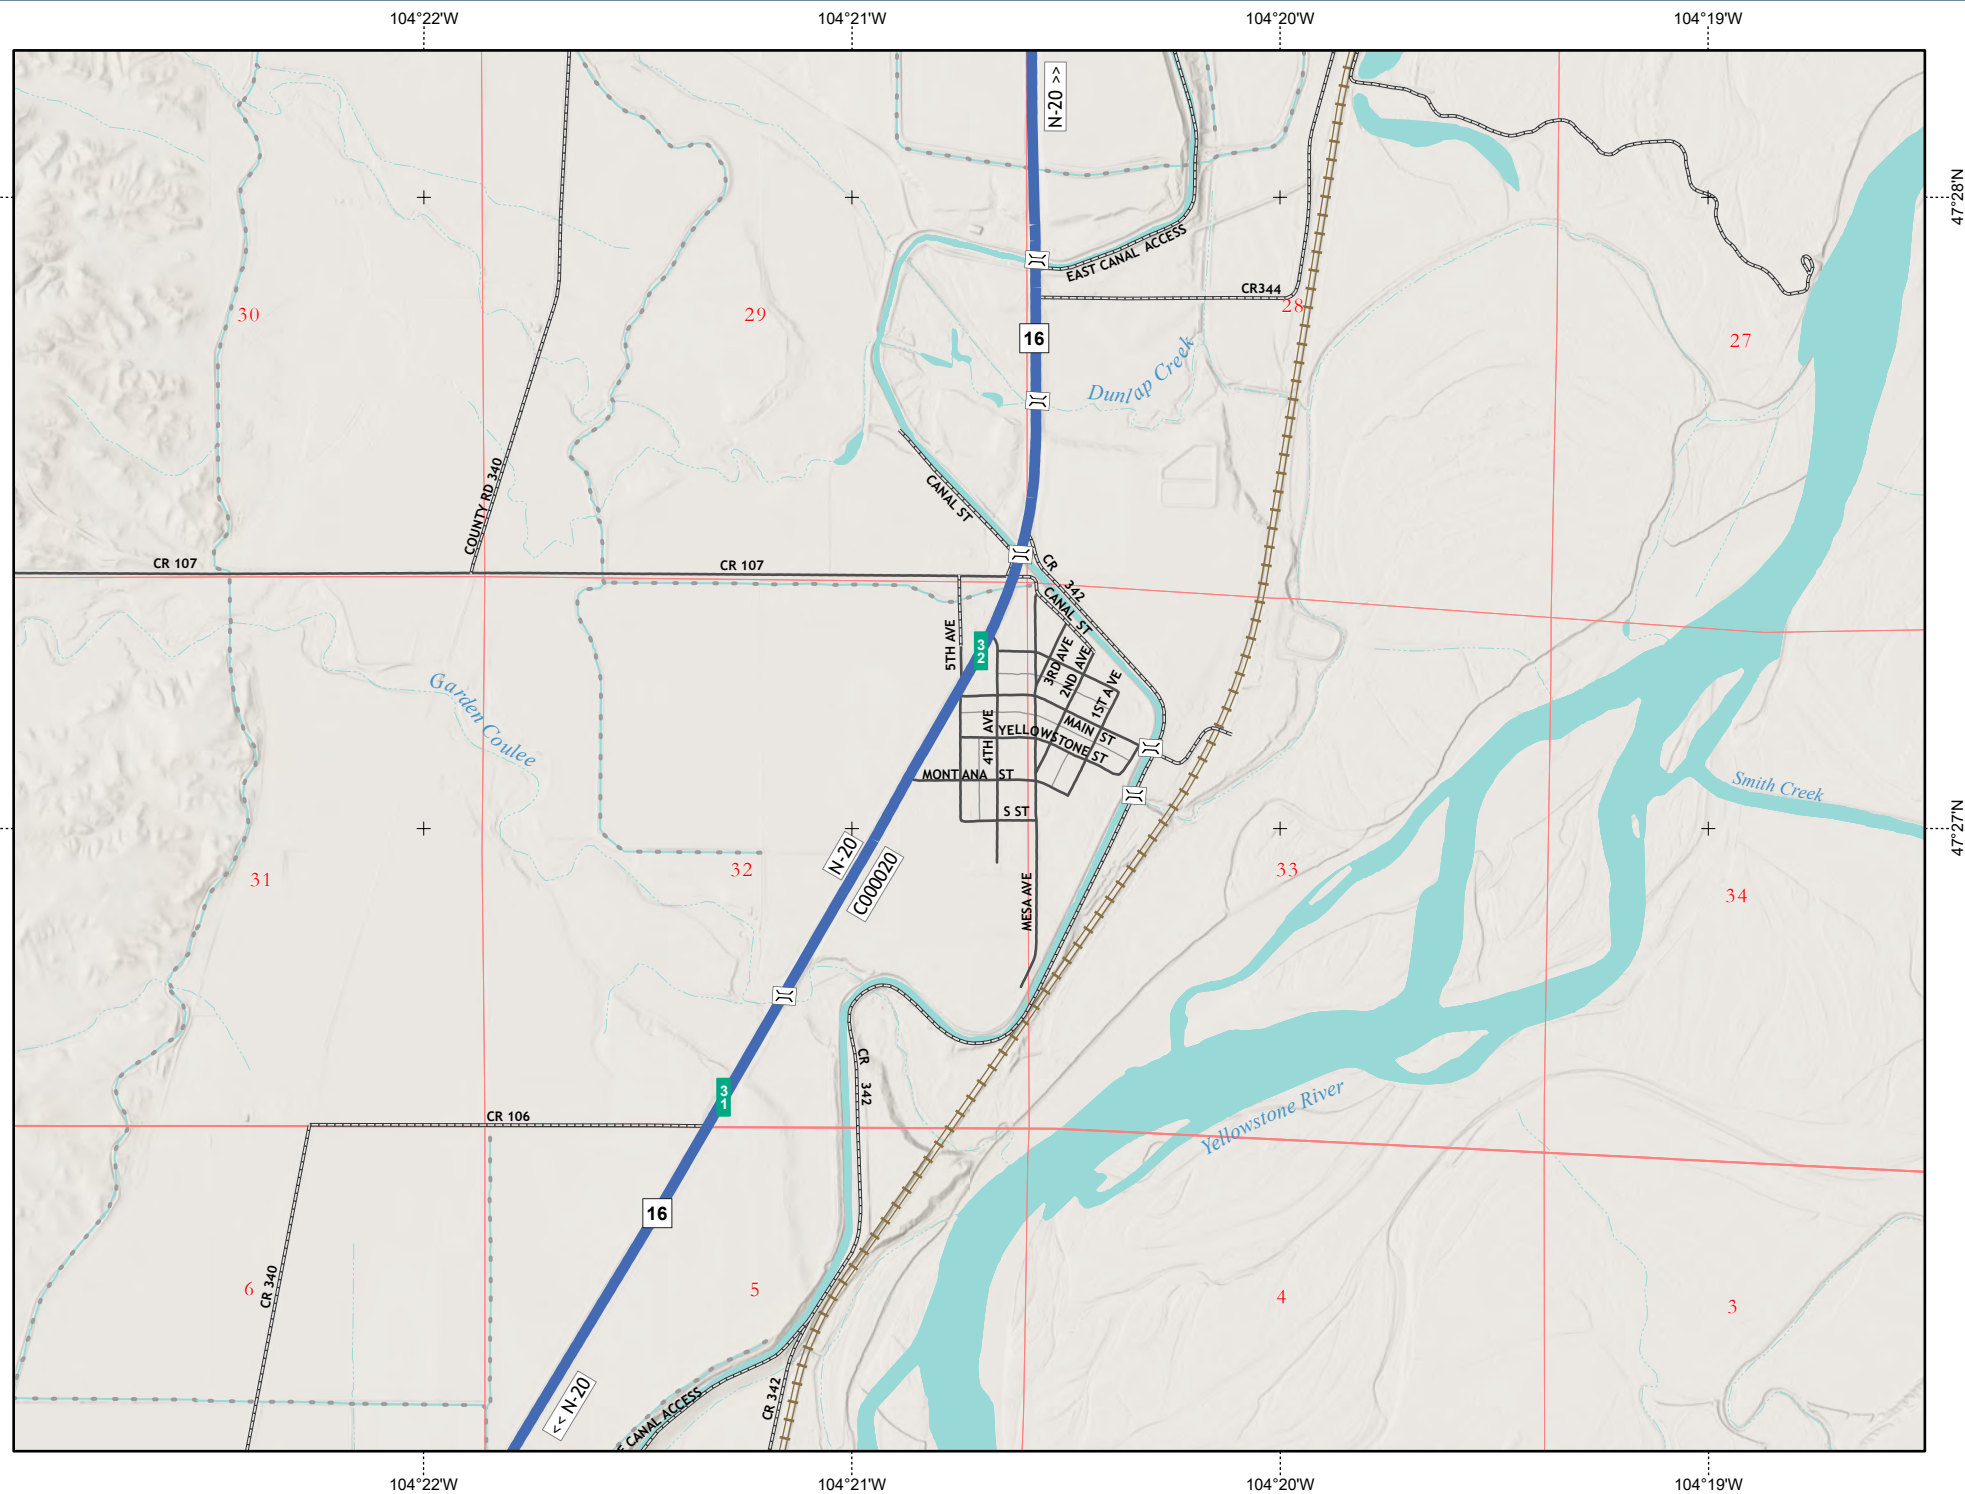 104°22'W
104°21'W
104°20'W
104°19'W
N-20 >>
47°28'N
EAST CANAL ACCESS
CR344
28
30
29
16
27
Dunlap Creek
CANAL ST
COUNTY RD 340
CR 107
CR 107
CR 342
CANAL ST
5TH AVE
3
2
3RD AVE
2ND AVE
1ST AVE
Garden Coulee
4TH AVE
MAIN ST
YELLOWSTONE ST
MONTANA ST
Smith Creek
S ST
47°27'N
N-20
C000020
31
32
33
34
MESA AVE
CR 342
3
1
CR 106
Yellowstone River
16
6
CR 340
5
4
3
<< N-20
E CANAL ACCESS
CR 342
104°22'W
104°21'W
104°20'W
104°19'W